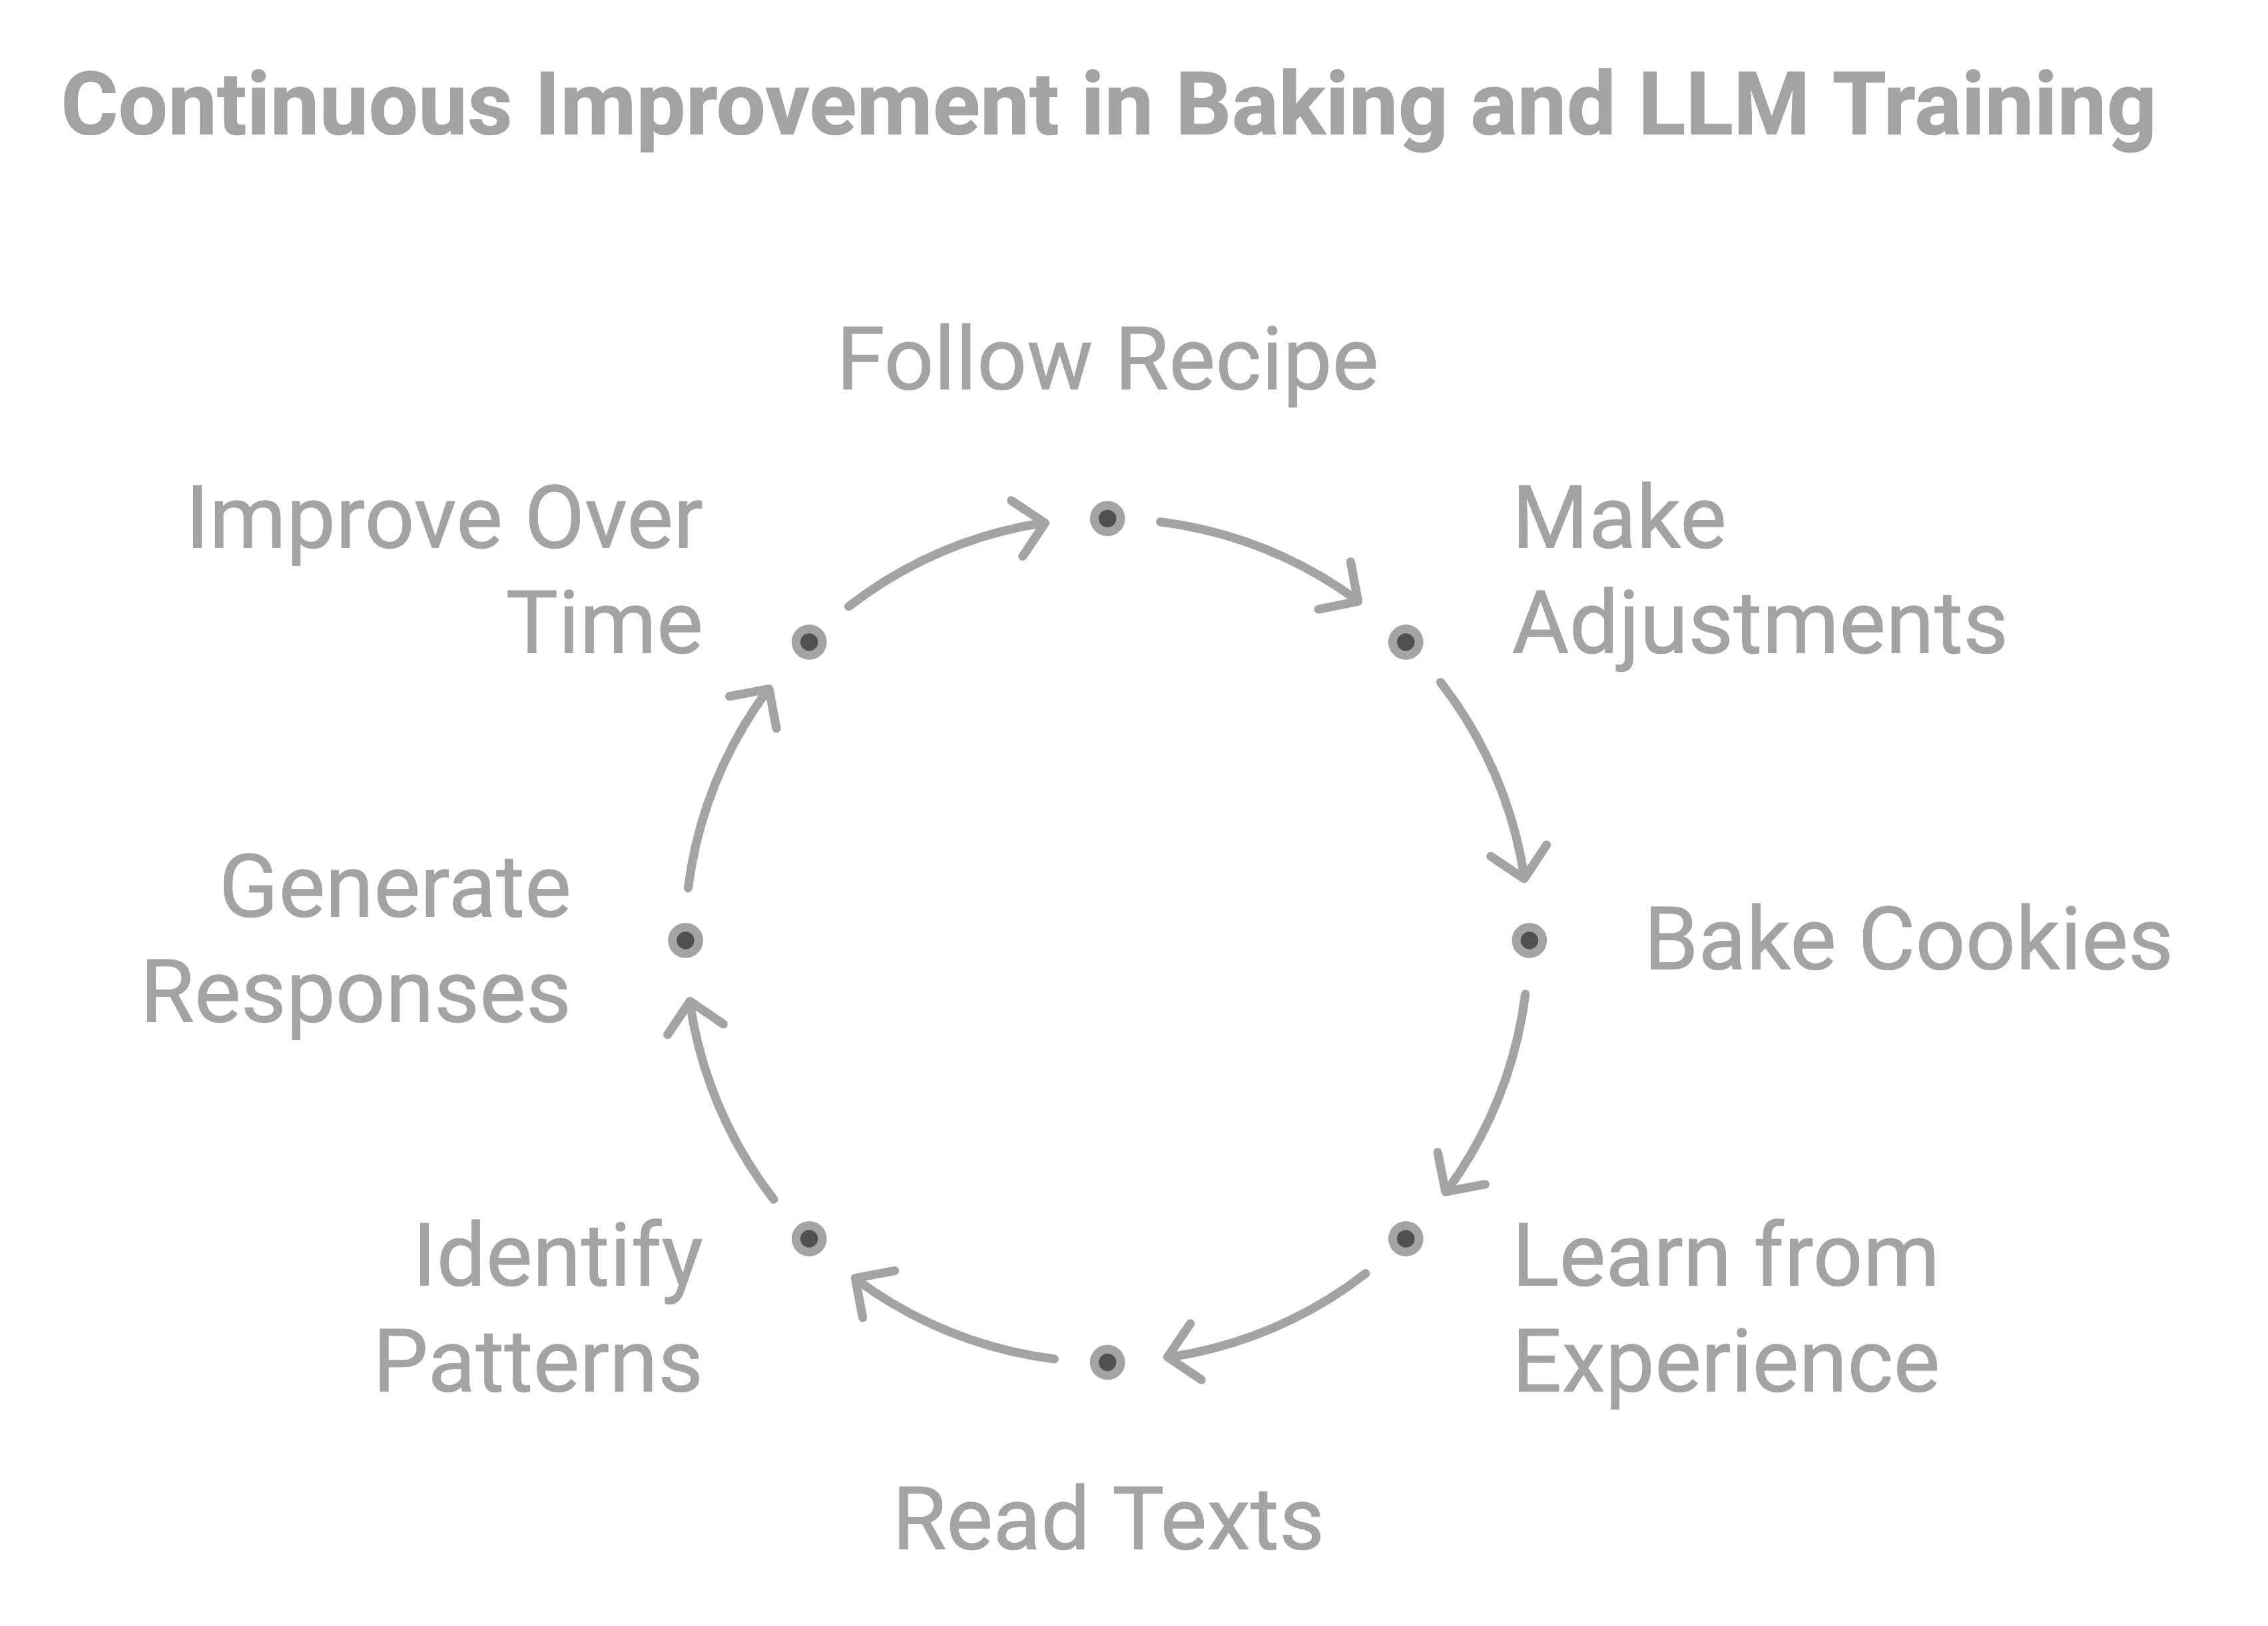 Continuous Improvement in Baking and LLM Training
Follow Recipe
Make
Adjustments
Bake Cookies
Learn from
Experience
Read Texts
Identify
Patterns
Generate
Responses
Improve Over
Time